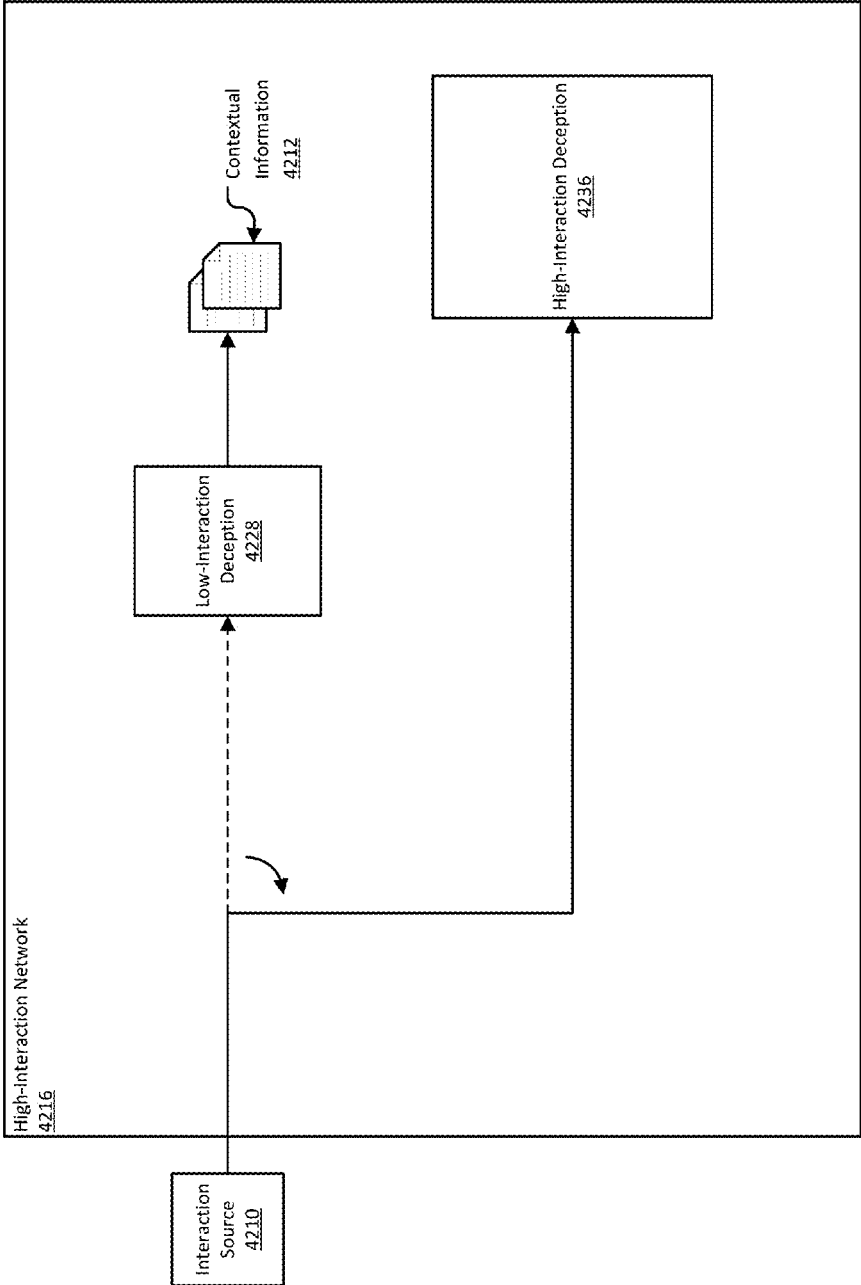 High-Interaction Network
4216
Interaction
Source
4210
Low-Interaction
Deception
4228
Contextual
Information
4212
High-Interaction Deception
4236